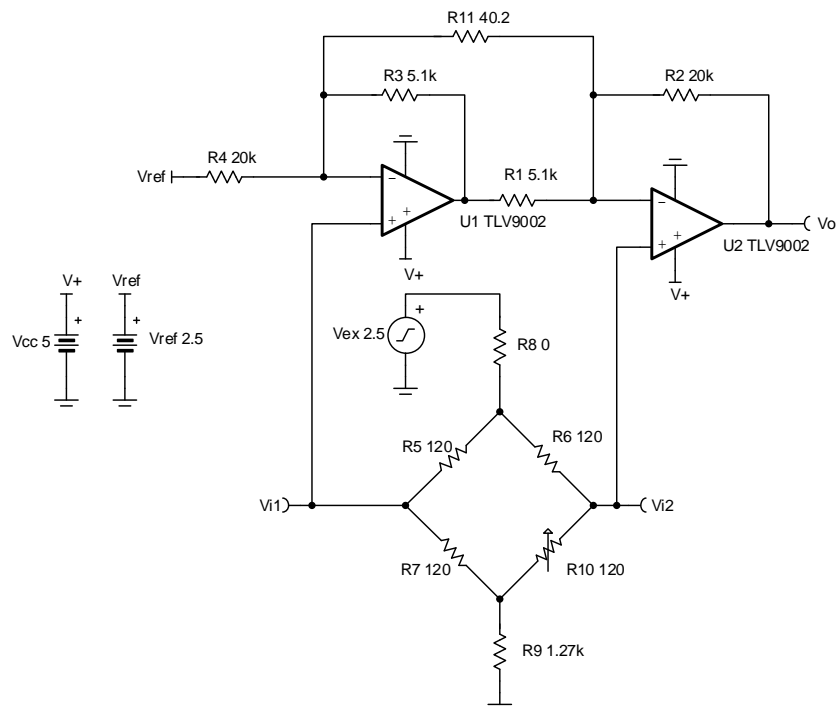 R11 40.2
R3 5.1k
R2 20k
Vref
R4 20k
R1 5.1k
−
+
+
U1 TLV9002
−
+
+
Vo
U2 TLV9002
V+
V+
V+
Vref
+
+
+
Vcc 5
Vref 2.5
Vex 2.5
R8 0
R5 120
R6 120
Vi1
Vi2
R7 120
R10 120
R9 1.27k